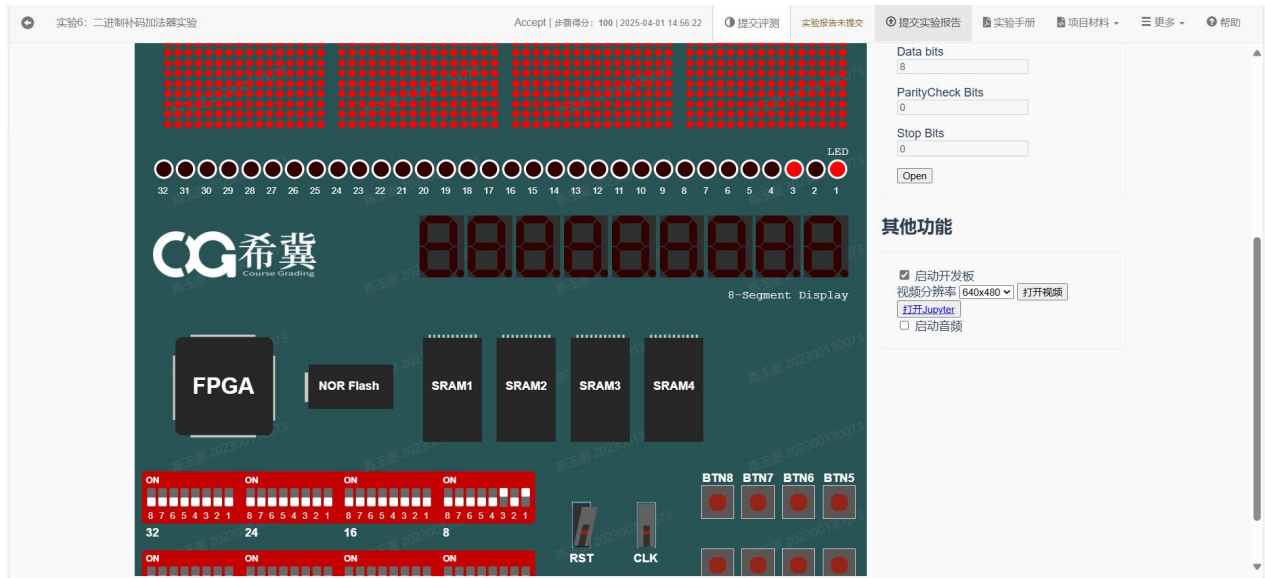 实验6：二进制补码加法器实验
Accept | 步骤得分：100 | 2025-04-01 14:56:22
提交评测
实验报告未提交
提交实验报告
实验手册
项目材料
更多
帮助
Data bits
8
ParityCheck Bits
0
Stop Bits
0
Open
LED
32 31 30 29 28 27 26 25 24 23 22 21 20 19 18 17 16 15 14 13 12 11 10 9 8 7 6 5 4 3 2 1
CG希冀
Course Grading
8-Segment Display
其他功能
启动开发板
视频分辨率 640x480 打开视频
打开Jupyter
启动音频
FPGA
NOR Flash
SRAM1
SRAM2
SRAM3
SRAM4
BTN8 BTN7 BTN6 BTN5
ON ON ON ON
8 7 6 5 4 3 2 1 8 7 6 5 4 3 2 1 8 7 6 5 4 3 2 1 8 7 6 5 4 3 2 1
32 24 16 8
RST CLK
ON ON ON ON